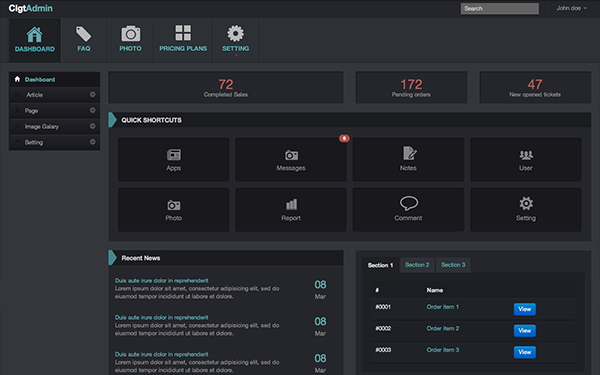 ClgtAdmin
Search
John doe
DASHBOARD
FAQ
PHOTO
PRICING PLANS
SETTING
Dashboard
Article
Page
Image Galary
Setting
72
Completed Sales
172
Pending orders
47
New opened tickets
QUICK SHORTCUTS
Apps
6
Messages
Notes
User
Photo
Report
Comment
Setting
Recent News
Duis aute irure dolor in reprehenderit
Lorem ipsum dolor sit amet, consectetur adipisicing elit, sed do
eiusmod tempor incididunt ut labore et dolore.
08
Mar
Duis aute irure dolor in reprehenderit
Lorem ipsum dolor sit amet, consectetur adipisicing elit, sed do
eiusmod tempor incididunt ut labore et dolore.
08
Mar
Duis aute irure dolor in reprehenderit
Lorem ipsum dolor sit amet, consectetur adipisicing elit, sed do
eiusmod tempor incididunt ut labore et dolore.
08
Mar
Section 1 Section 2 Section 3
# Name
#0001 Order item 1 View
#0002 Order item 2 View
#0003 Order item 3 View